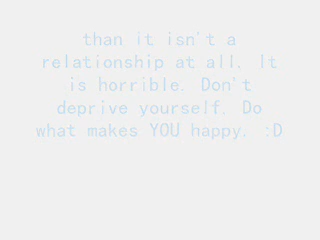 than it isn't a
relationship at all. It
is horrible. Don't
deprive yourself. Do
what makes YOU happy. :D